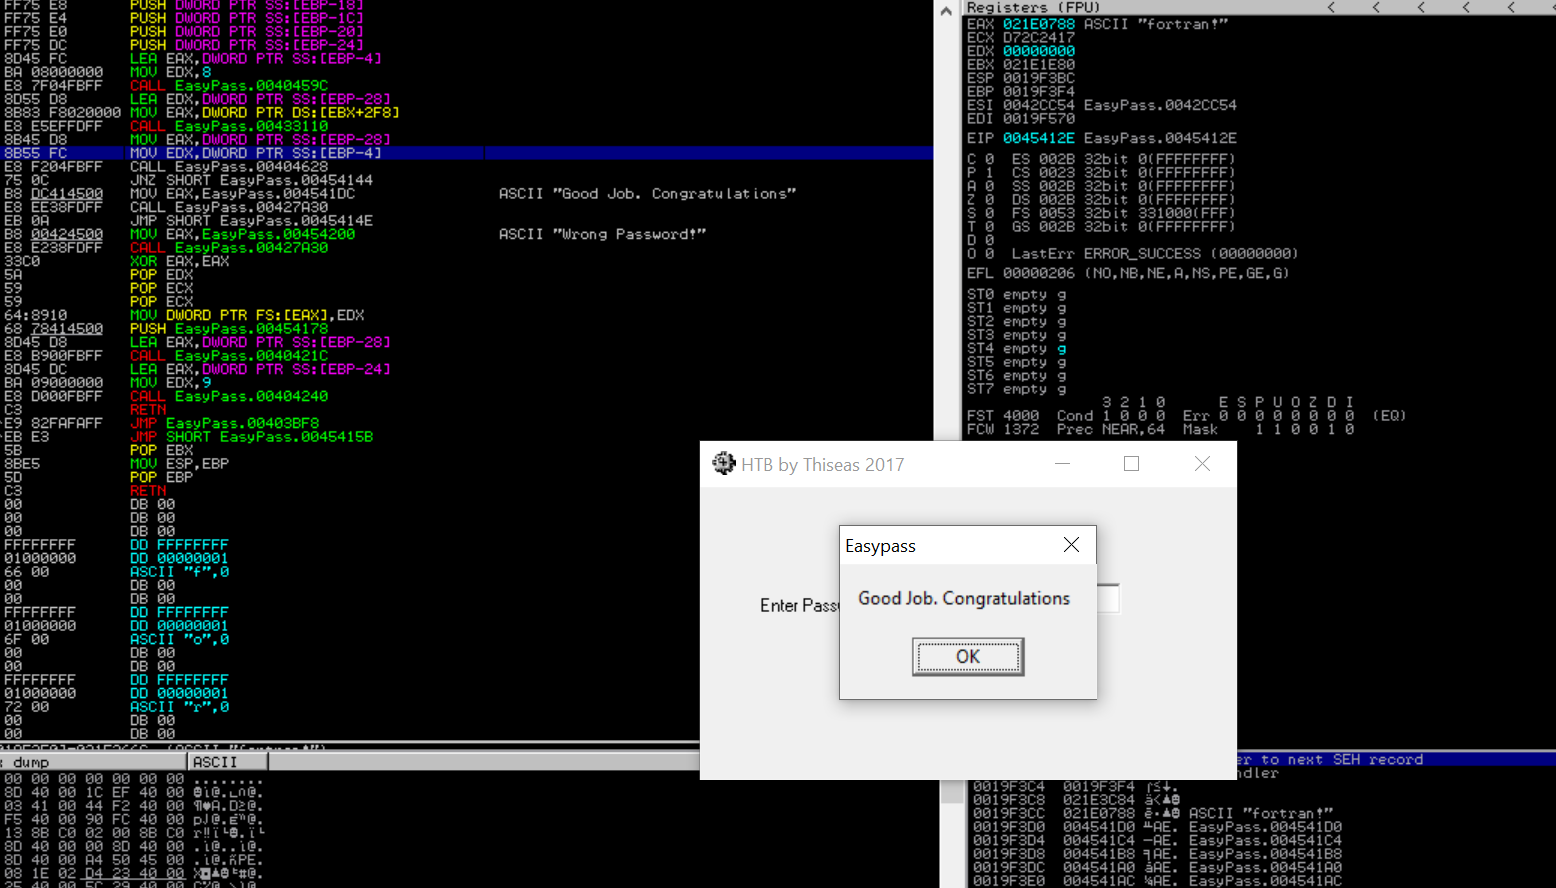 FF75 E8 PUSH DWORD PTR SS:[EBP-18]
FF75 E4 PUSH DWORD PTR SS:[EBP-1C]
FF75 E0 PUSH DWORD PTR SS:[EBP-20]
FF75 DC PUSH DWORD PTR SS:[EBP-24]
8D45 FC LEA EAX,DWORD PTR SS:[EBP-4]
BA 08000000 MOV EDX,8
E8 7F04FBFF CALL EasyPass.0040459C
8D55 D8 LEA EDX,DWORD PTR SS:[EBP-28]
8B83 F8020000 MOV EAX,DWORD PTR DS:[EBX+2F8]
E8 E5EFFDFF CALL EasyPass.00433110
8B45 D8 MOV EAX,DWORD PTR SS:[EBP-28]
8B55 FC MOV EDX,DWORD PTR SS:[EBP-4]
E8 F204FBFF CALL EasyPass.00404628
75 0C JNZ SHORT EasyPass.00454144
B8 DC414500 MOV EAX,EasyPass.004541DC ASCII "Good Job. Congratulations"
E8 EE38FDFF CALL EasyPass.00427A30
EB 0A JMP SHORT EasyPass.0045414E
B8 00424500 MOV EAX,EasyPass.00454200 ASCII "Wrong Password!"
E8 E238FDFF CALL EasyPass.00427A30
33C0 XOR EAX,EAX
5A POP EDX
59 POP ECX
59 POP ECX
64:8910 MOV DWORD PTR FS:[EAX],EDX
68 78414500 PUSH EasyPass.00454178
8D45 D8 LEA EAX,DWORD PTR SS:[EBP-28]
E8 B900FBFF CALL EasyPass.0040421C
8D45 DC LEA EAX,DWORD PTR SS:[EBP-24]
BA 09000000 MOV EDX,9
E8 D000FBFF CALL EasyPass.00404240
C3 RETN
E9 82FAFAFF JMP EasyPass.00403BF8
EB E3 JMP SHORT EasyPass.0045415B
5B POP EBX
8BE5 MOV ESP,EBP
5D POP EBP
C3 RETN
00 DB 00
00 DB 00
00 DB 00
FFFFFFFF DD FFFFFFFF
01000000 DD 00000001
66 00 ASCII "f",0
00 DB 00
00 DB 00
FFFFFFFF DD FFFFFFFF
01000000 DD 00000001
6F 00 ASCII "o",0
00 DB 00
00 DB 00
FFFFFFFF DD FFFFFFFF
01000000 DD 00000001
72 00 ASCII "r",0
00 DB 00
00 DB 00
Registers (FPU) < < < < <
EAX 021E0788 ASCII "fortran!"
ECX D72C2417
EDX 00000000
EBX 021E1E80
ESP 0019F3BC
EBP 0019F3F4
ESI 0042CC54 EasyPass.0042CC54
EDI 0019F570
EIP 0045412E EasyPass.0045412E
C 0 ES 002B 32bit 0(FFFFFFFF)
P 1 CS 0023 32bit 0(FFFFFFFF)
A 0 SS 002B 32bit 0(FFFFFFFF)
Z 0 DS 002B 32bit 0(FFFFFFFF)
S 0 FS 0053 32bit 331000(FFF)
T 0 GS 002B 32bit 0(FFFFFFFF)
D 0
O 0 LastErr ERROR_SUCCESS (00000000)
EFL 00000206 (NO,NB,NE,A,NS,PE,GE,G)
ST0 empty g
ST1 empty g
ST2 empty g
ST3 empty g
ST4 empty g
ST5 empty g
ST6 empty g
ST7 empty g
3 2 1 0 E S P U O Z D I
FST 4000 Cond 1 0 0 0 Err 0 0 0 0 0 0 0 0 (EQ)
FCW 1372 Prec NEAR,64 Mask 1 1 0 0 1 0
HTB by Thiseas 2017
Easypass
Enter Pass
Good Job. Congratulations
OK
dump ASCII
00 00 00 00 00 00 00 00 ........
8D 40 00 1C EF 40 00
03 41 00 44 F2 40 00
F5 40 00 90 FC 40 00
13 8B C0 02 00 8B C0
8D 40 00 00 8D 40 00
8D 40 00 A4 50 45 00
08 1E 02 D4 23 40 00
to next SEH record
ndler
0019F3C4 0019F3F4
0019F3C8 021E3C84
0019F3CC 021E0788 ASCII "fortran!"
0019F3D0 004541D0 EasyPass.004541D0
0019F3D4 004541C4 EasyPass.004541C4
0019F3D8 004541B8 EasyPass.004541B8
0019F3DC 004541A0 EasyPass.004541A0
0019F3E0 004541AC EasyPass.004541AC